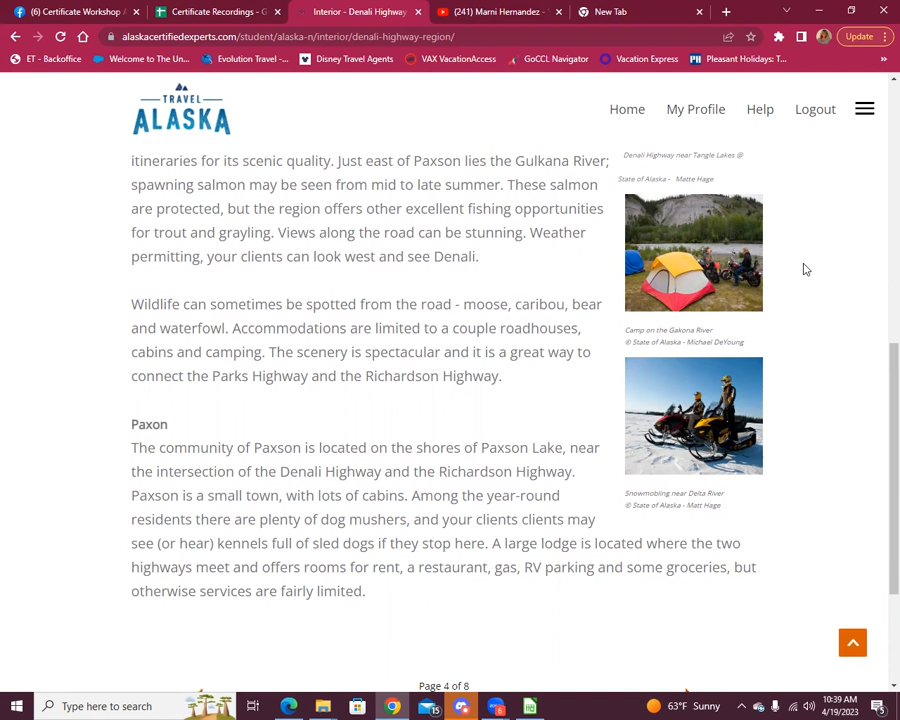 (6) Certificate Workshop A
Certificate Recordings - G
Interior - Denali Highway
(241) Marni Hernandez -
New Tab
alaskacertifiedexperts.com/student/alaska-n/interior/denali-highway-region/
Update
ET - Backoffice
Welcome to The Un...
Evolution Travel -...
Disney Travel Agents
VAX VacationAccess
GoCCL Navigator
Vacation Express
Pleasant Holidays: T...
TRAVEL
ALASKA
Home
My Profile
Help
Logout
itineraries for its scenic quality. Just east of Paxson lies the Gulkana River;
spawning salmon may be seen from mid to late summer. These salmon
are protected, but the region offers other excellent fishing opportunities
for trout and grayling. Views along the road can be stunning. Weather
permitting, your clients can look west and see Denali.
Wildlife can sometimes be spotted from the road - moose, caribou, bear
and waterfowl. Accommodations are limited to a couple roadhouses,
cabins and camping. The scenery is spectacular and it is a great way to
connect the Parks Highway and the Richardson Highway.
Paxon
The community of Paxson is located on the shores of Paxson Lake, near
the intersection of the Denali Highway and the Richardson Highway.
Paxson is a small town, with lots of cabins. Among the year-round
residents there are plenty of dog mushers, and your clients clients may
see (or hear) kennels full of sled dogs if they stop here. A large lodge is located where the two
highways meet and offers rooms for rent, a restaurant, gas, RV parking and some groceries, but
otherwise services are fairly limited.
Denali Highway near Tangle Lakes @
State of Alaska - Matte Hage
Camp on the Gakona River
© State of Alaska - Michael DeYoung
Snowmobling near Delta River
© State of Alaska - Matt Hage
Page 4 of 8
Type here to search
15
6
63°F Sunny
10:39 AM
4/19/2023
5